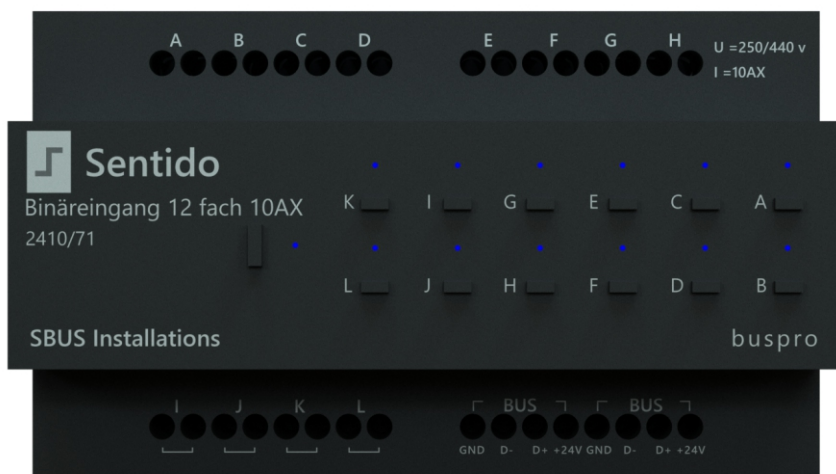 A B C D E F G H
U =250/440 v
I =10AX
Sentido
Binäreingang 12 fach 10AX
2410/71
K I G E C A
L J H F D B
SBUS Installations
buspro
I J K L BUS BUS
GND D- D+ +24V GND D- D+ +24V